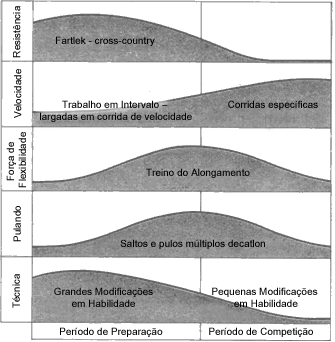 Resistência
Fartlek - cross-country
Velocidade
Trabalho em Intervalo –
largadas em corrida de velocidade
Corridas específicas
Força de
Flexibilidade
Treino do Alongamento
Pulando
Saltos e pulos múltiplos decatlon
Técnica
Grandes Modificações
em Habilidade
Pequenas Modificações
em Habilidade
Período de Preparação
Período de Competição